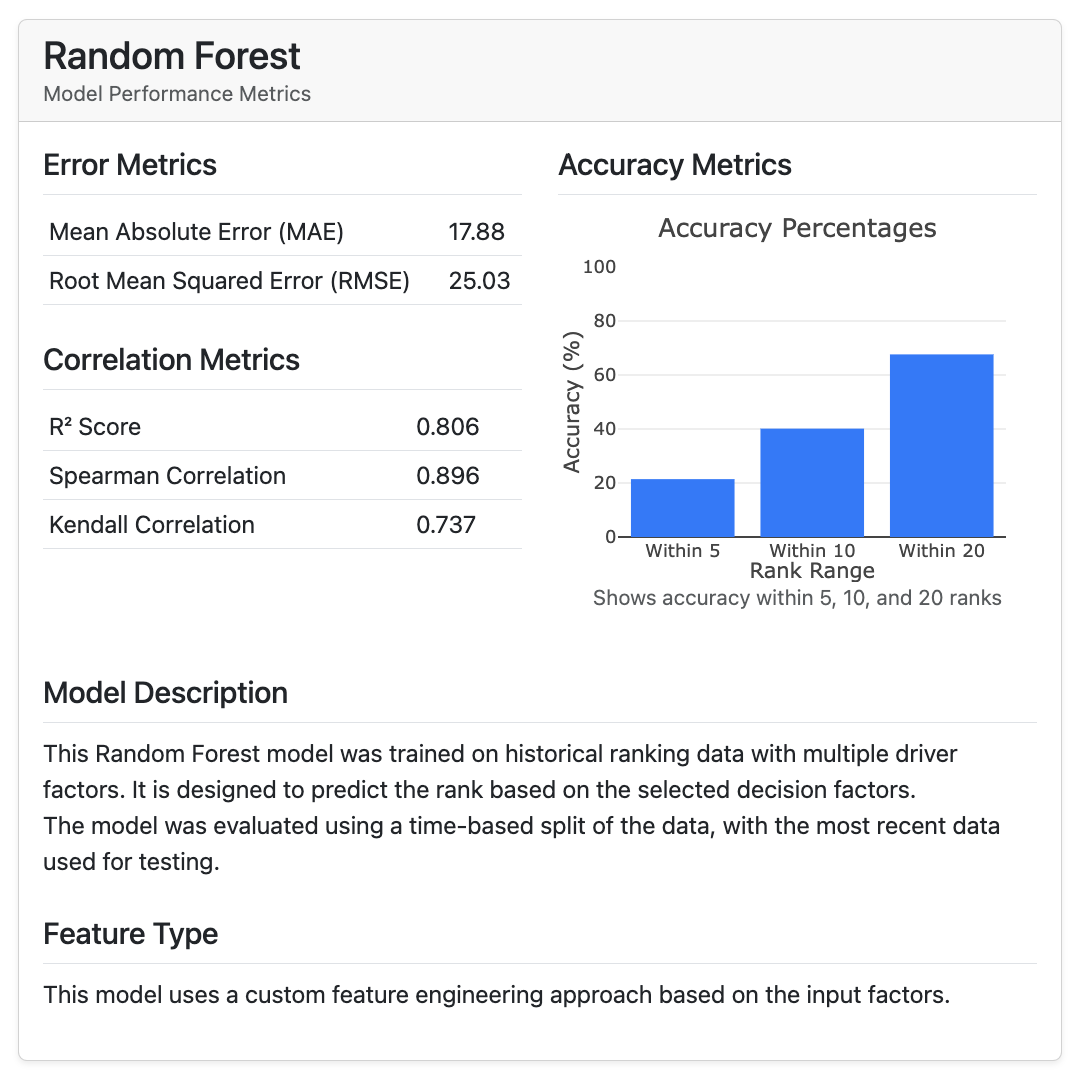 Random Forest
Model Performance Metrics
Error Metrics
Mean Absolute Error (MAE) 17.88
Root Mean Squared Error (RMSE) 25.03
Correlation Metrics
R² Score 0.806
Spearman Correlation 0.896
Kendall Correlation 0.737
Accuracy Metrics
Accuracy Percentages
Accuracy (%)
100
80
60
40
20
0
Within 5 Within 10 Within 20
Rank Range
Shows accuracy within 5, 10, and 20 ranks
Model Description
This Random Forest model was trained on historical ranking data with multiple driver
factors. It is designed to predict the rank based on the selected decision factors.
The model was evaluated using a time-based split of the data, with the most recent data
used for testing.
Feature Type
This model uses a custom feature engineering approach based on the input factors.